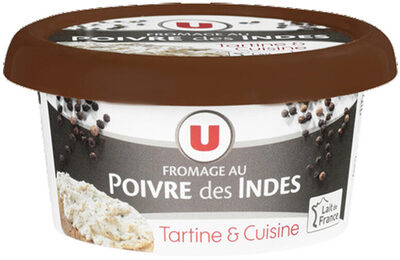 FROMAGE AU
POIVRE des INDES
Tartine &
Cuisine
U
FROMAGE AU
POIVRE des INDES
Tartine & Cuisine
Lait de
France